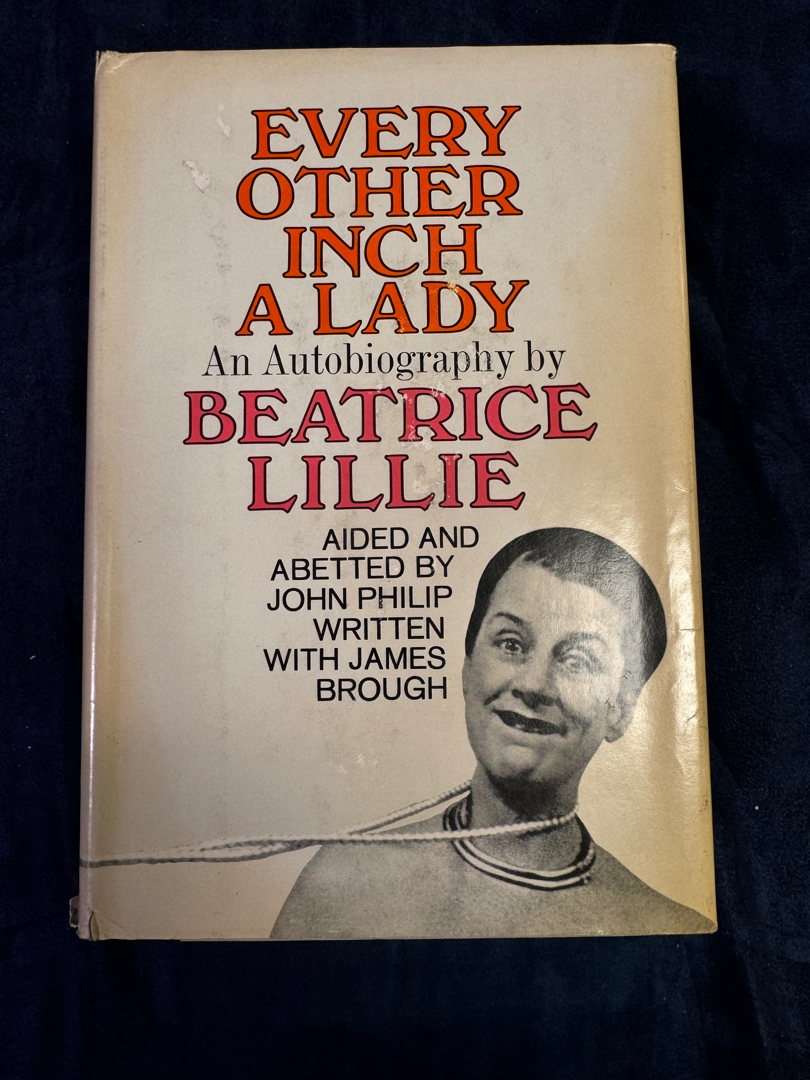 EVERY
OTHER
INCH
A LADY
An Autobiography by
BEATRICE
LILLIE
AIDED AND
ABETTED BY
JOHN PHILIP
WRITTEN
WITH JAMES
BROUGH